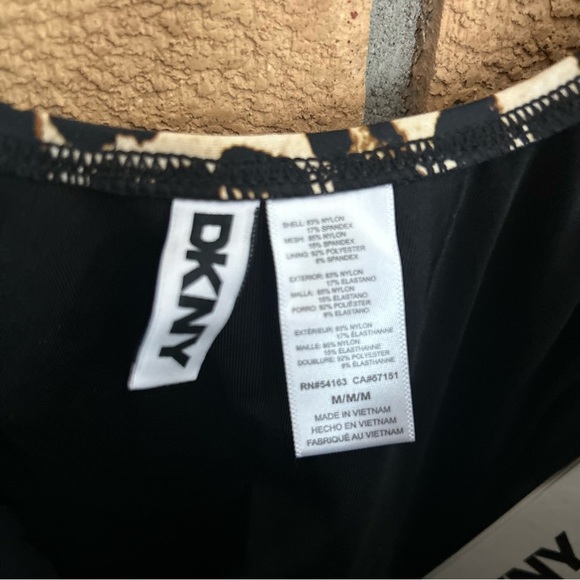 DKNY
SHELL: 83% NYLON
17% SPANDEX
MESH: 85% NYLON
15% SPANDEX
LINING: 92% POLYESTER
8% SPANDEX
EXTERIOR: 83% NYLON
17% ELASTANO
MALLA: 85% NYLON
15% ELASTANO
FORRO: 92% POLIÉSTER
8% ELASTANO
EXTÉRIEUR: 83% NYLON
17% ÉLASTHANNE
MAILLE: 85% NYLON
15% ÉLASTHANNE
DOUBLURE: 92% POLYESTER
8% ÉLASTHANNE
RN#54163 CA#57151
M/M/M
MADE IN VIETNAM
HECHO EN VIETNAM
FABRIQUÉ AU VIETNAM
NY